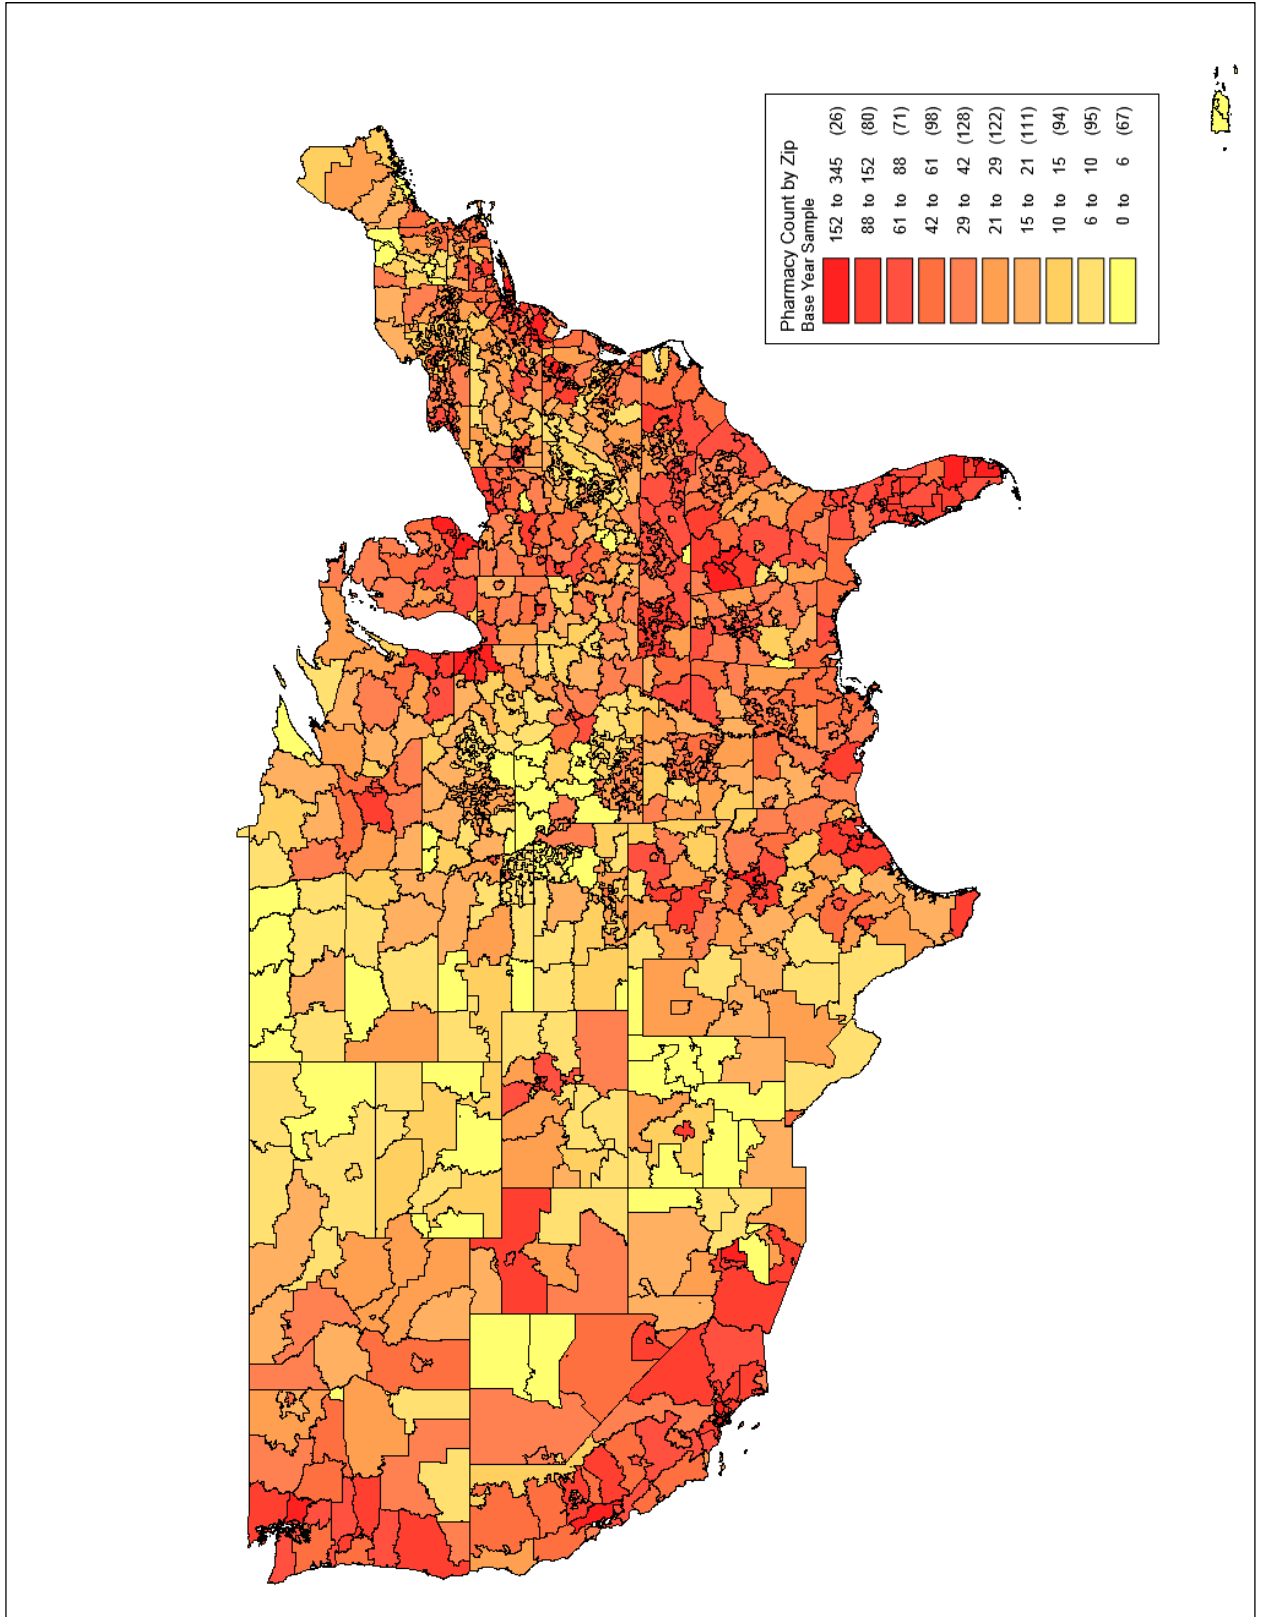 Pharmacy Count by Zip
Base Year Sample
152 to 345 (26)
88 to 152 (80)
61 to 88 (71)
42 to 61 (98)
29 to 42 (128)
21 to 29 (122)
15 to 21 (111)
10 to 15 (94)
6 to 10 (95)
0 to 6 (67)